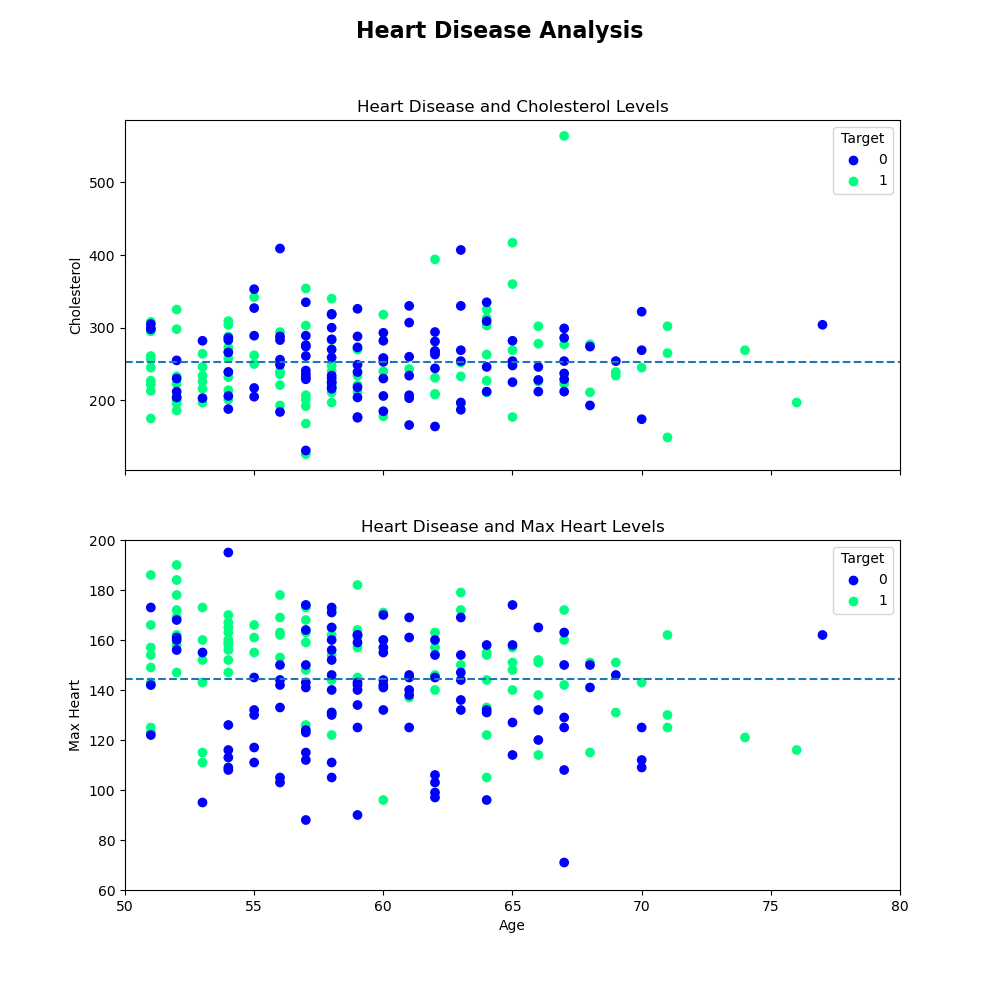 Heart Disease Analysis
Heart Disease and Cholesterol Levels
Cholesterol
500
400
300
200
Target
0
1
Heart Disease and Max Heart Levels
Max Heart
200
180
160
140
120
100
80
60
Target
0
1
50 55 60 65 70 75 80
Age